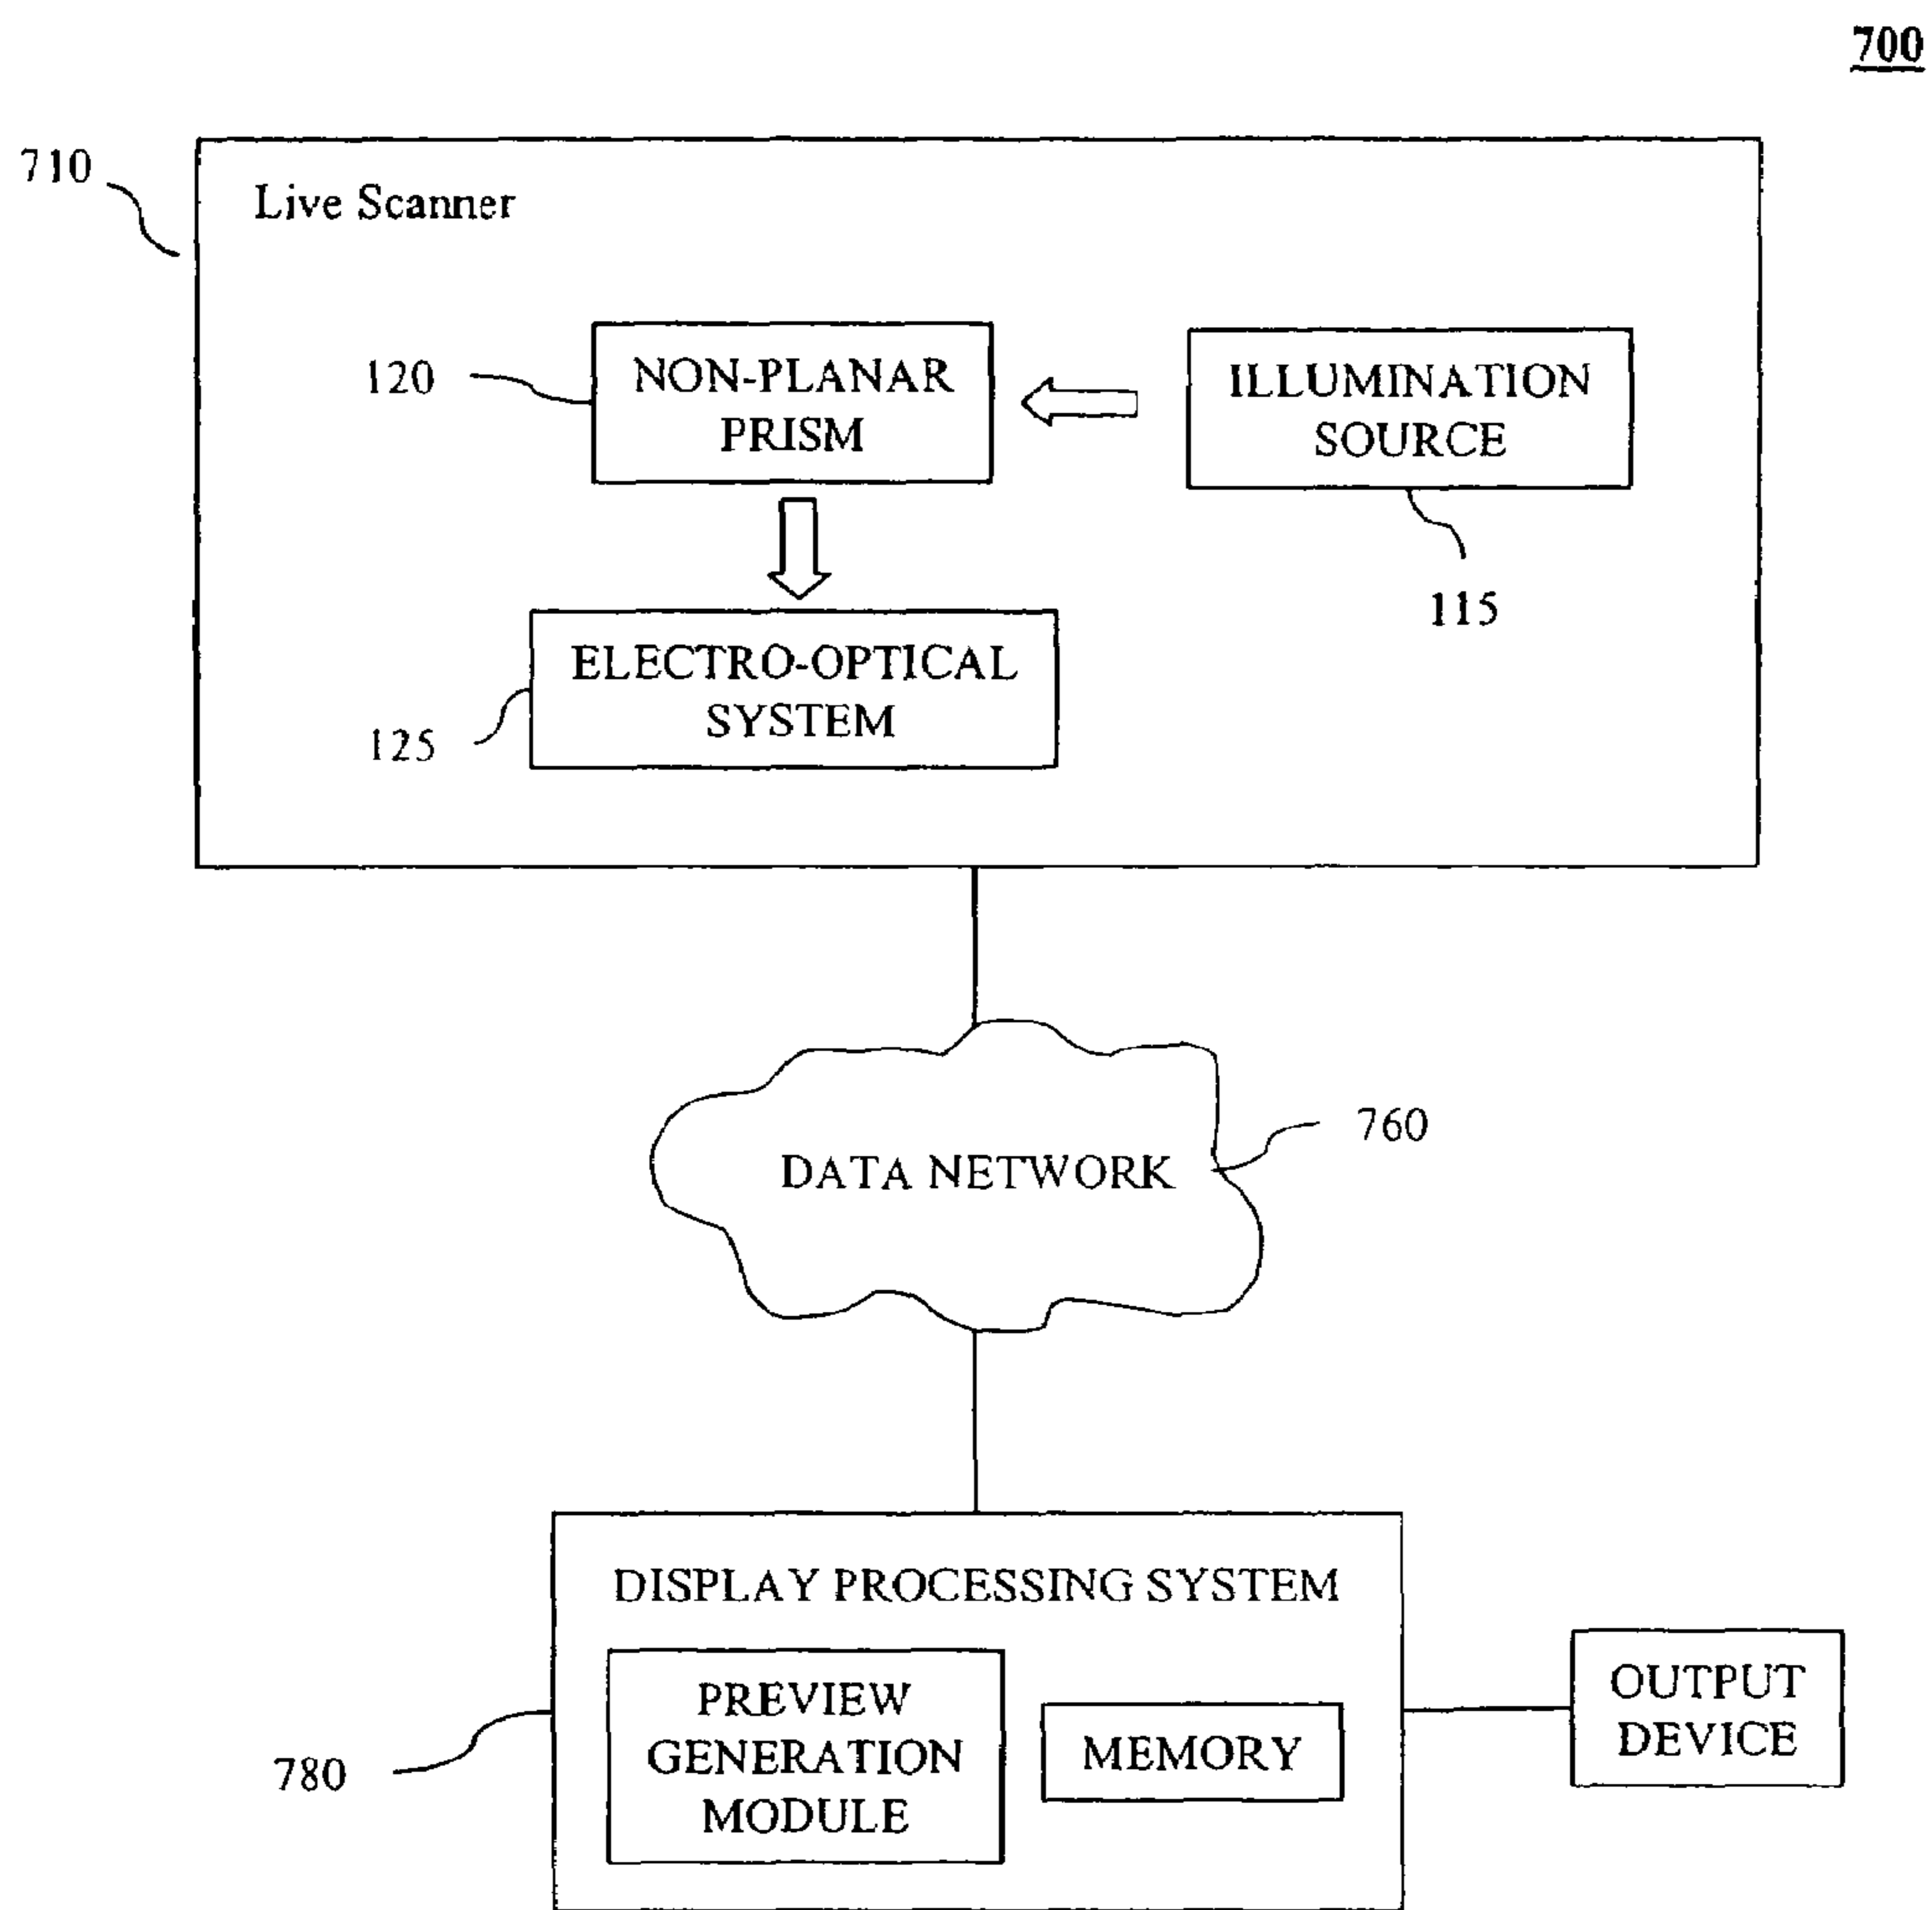 700
710
Live Scanner
120
NON-PLANAR
PRISM
ILLUMINATION
SOURCE
115
ELECTRO-OPTICAL
SYSTEM
125
760
DATA NETWORK
DISPLAY PROCESSING SYSTEM
PREVIEW
GENERATION
MODULE
MEMORY
780
OUTPUT
DEVICE